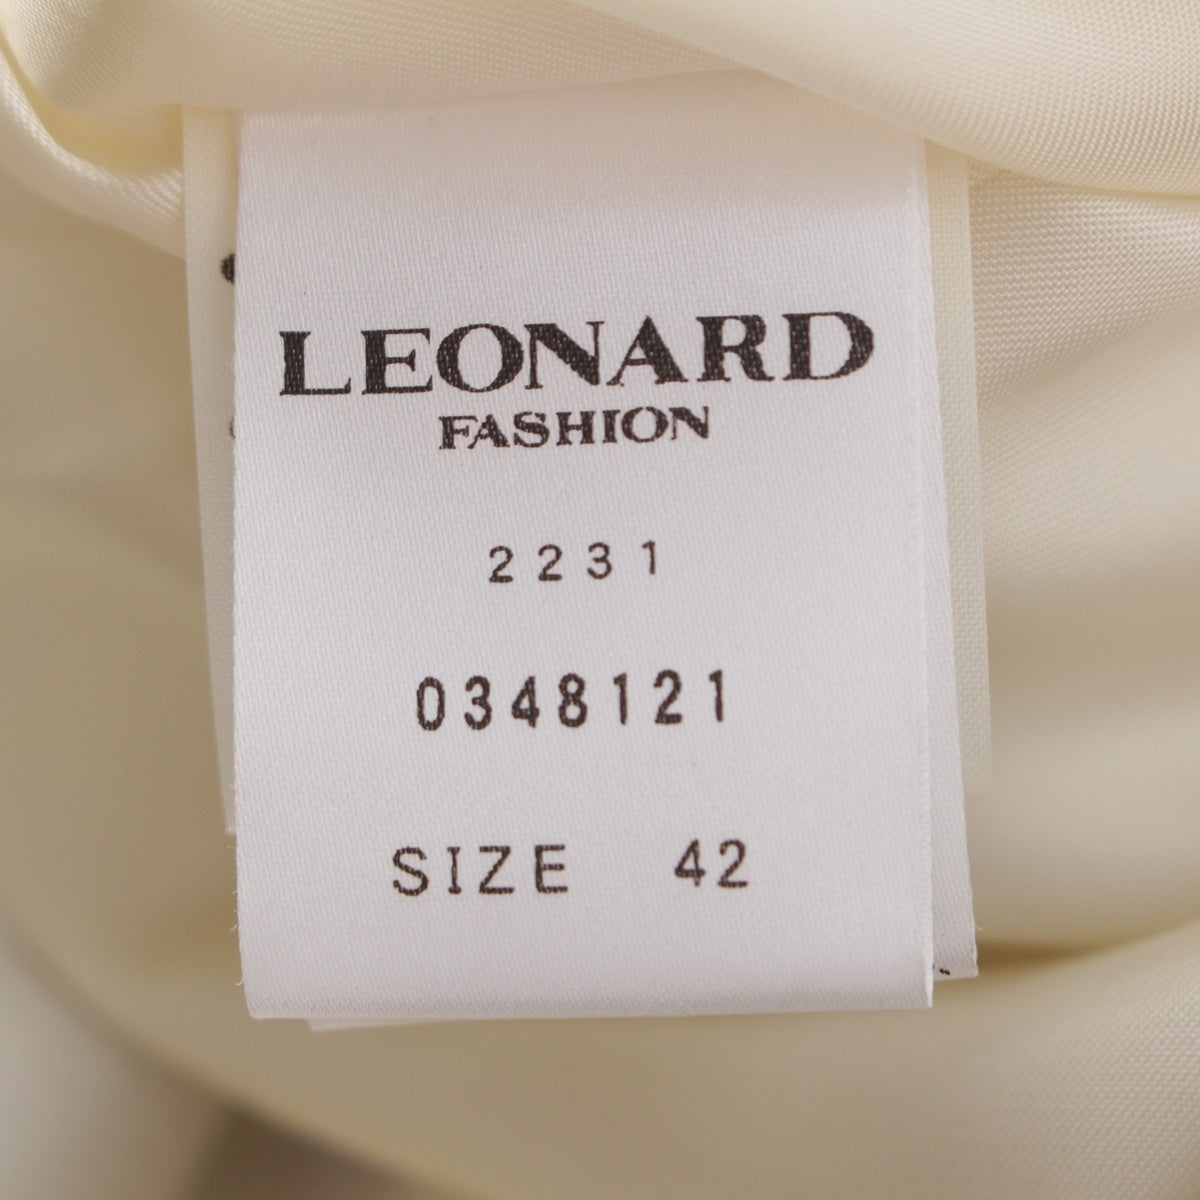 LEONARD
FASHION
2231
0348121
SIZE 42